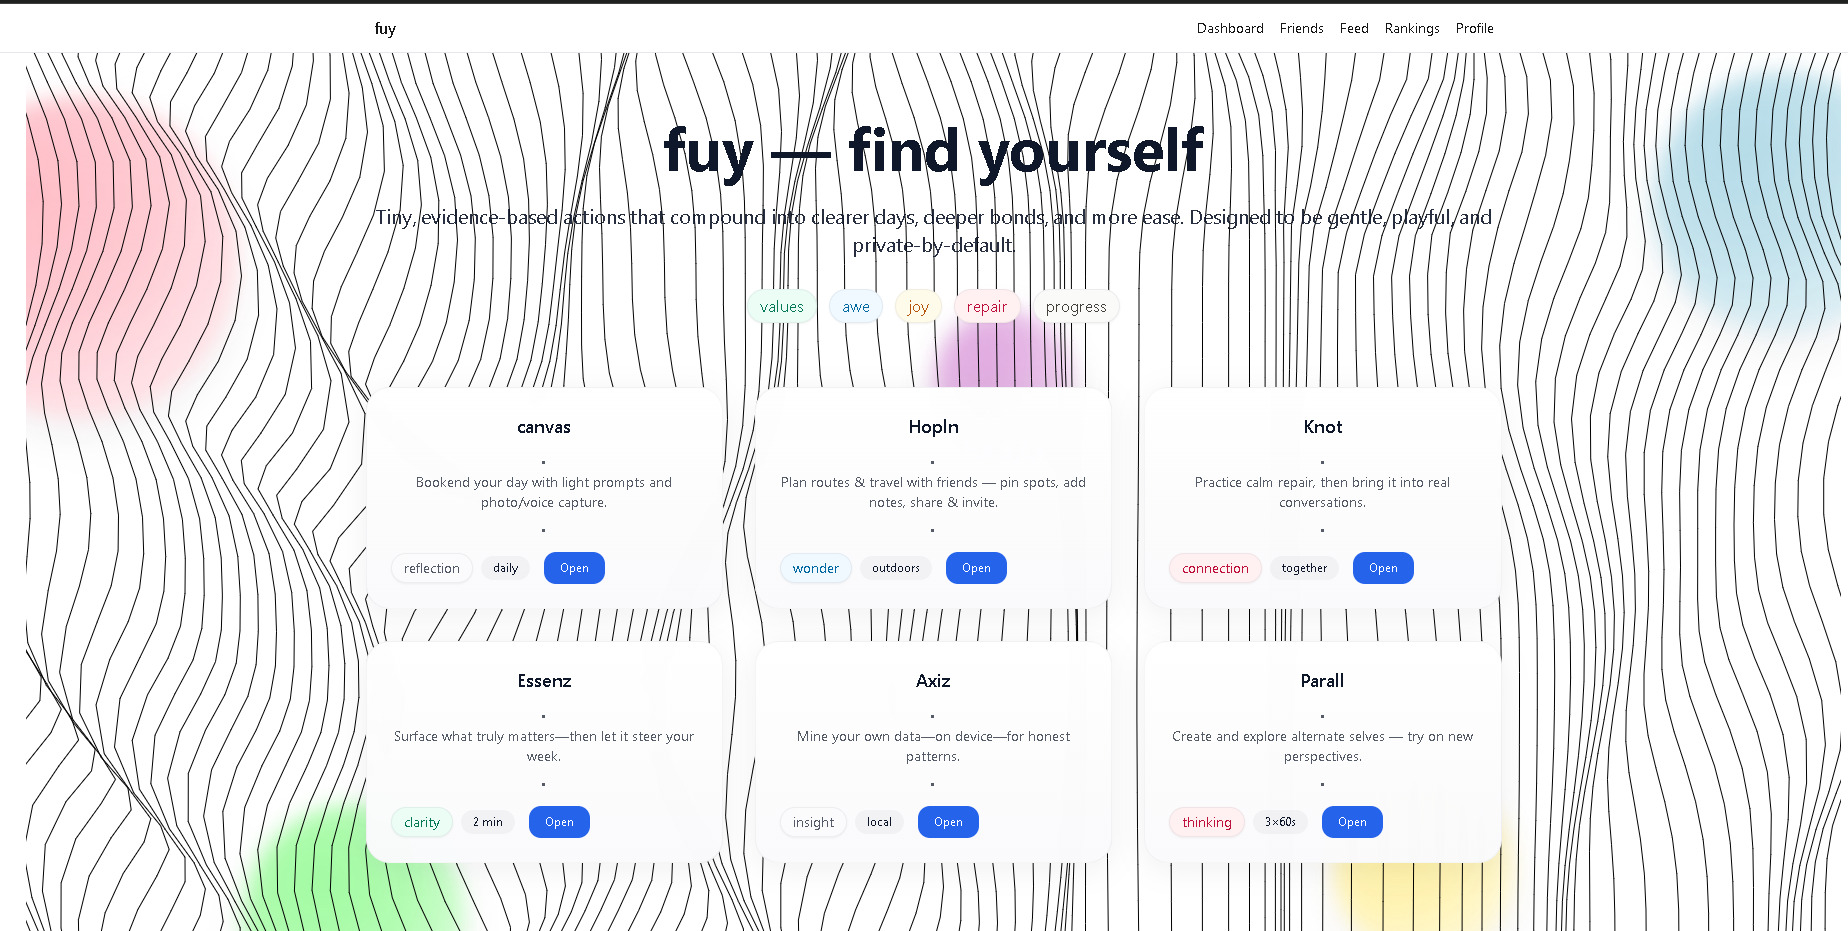 fuy
Dashboard Friends Feed Rankings Profile
fuy — find yourself
Tiny, evidence-based actions that compound into clearer days, deeper bonds, and more ease. Designed to be gentle, playful, and
private-by-default.
values awe joy repair progress
canvas
Bookend your day with light prompts and
photo/voice capture.
reflection daily Open
HopIn
Plan routes & travel with friends — pin spots, add
notes, share & invite.
wonder outdoors Open
Knot
Practice calm repair, then bring it into real
conversations.
connection together Open
Essenz
Surface what truly matters—then let it steer your
week.
clarity 2 min Open
Axiz
Mine your own data—on device—for honest
patterns.
insight local Open
Parall
Create and explore alternate selves — try on new
perspectives.
thinking 3×60s Open